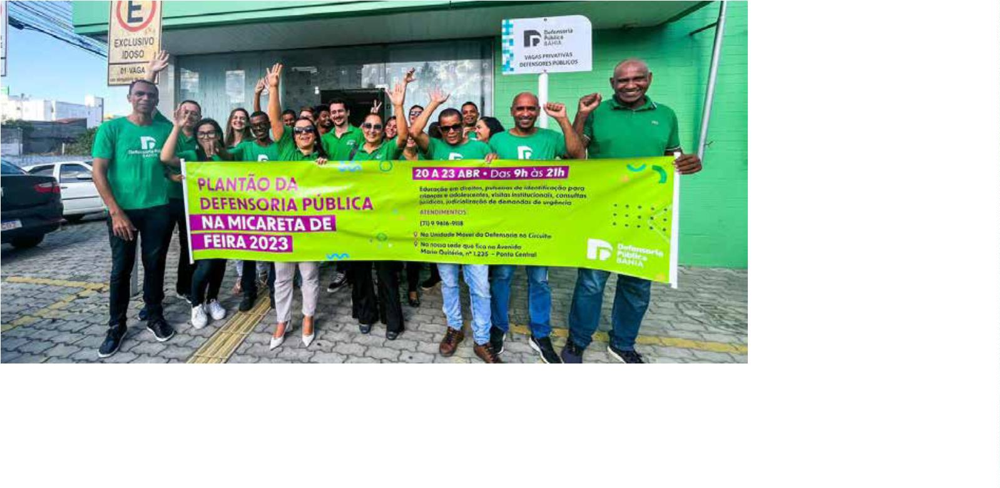 E
EXCLUSIVO
IDOSO
01 VAGA
Defensoria
Pública
BAHIA
VAGAS PRIVATIVAS
DEFENSORES PÚBLICOS
Defensoria
BAHIA
PLANTÃO DA
DEFENSORIA PÚBLICA
NA MICARETA DE
FEIRA 2023
20 A 23 ABR • Das 9h às 21h
Educação em direitos, pulseiras de identificação para
crianças e adolescentes, visitas institucionais, consultas
jurídicas, judicialização de demandas de urgência
ATENDIMENTOS:
(71) 9 9616-9118
Na Unidade Móvel da Defensoria no Circuito
Na nossa sede que fica na Avenida
Maria Quitéria, nº 1.235 - Ponto Central
Defensoria
Pública
BAHIA